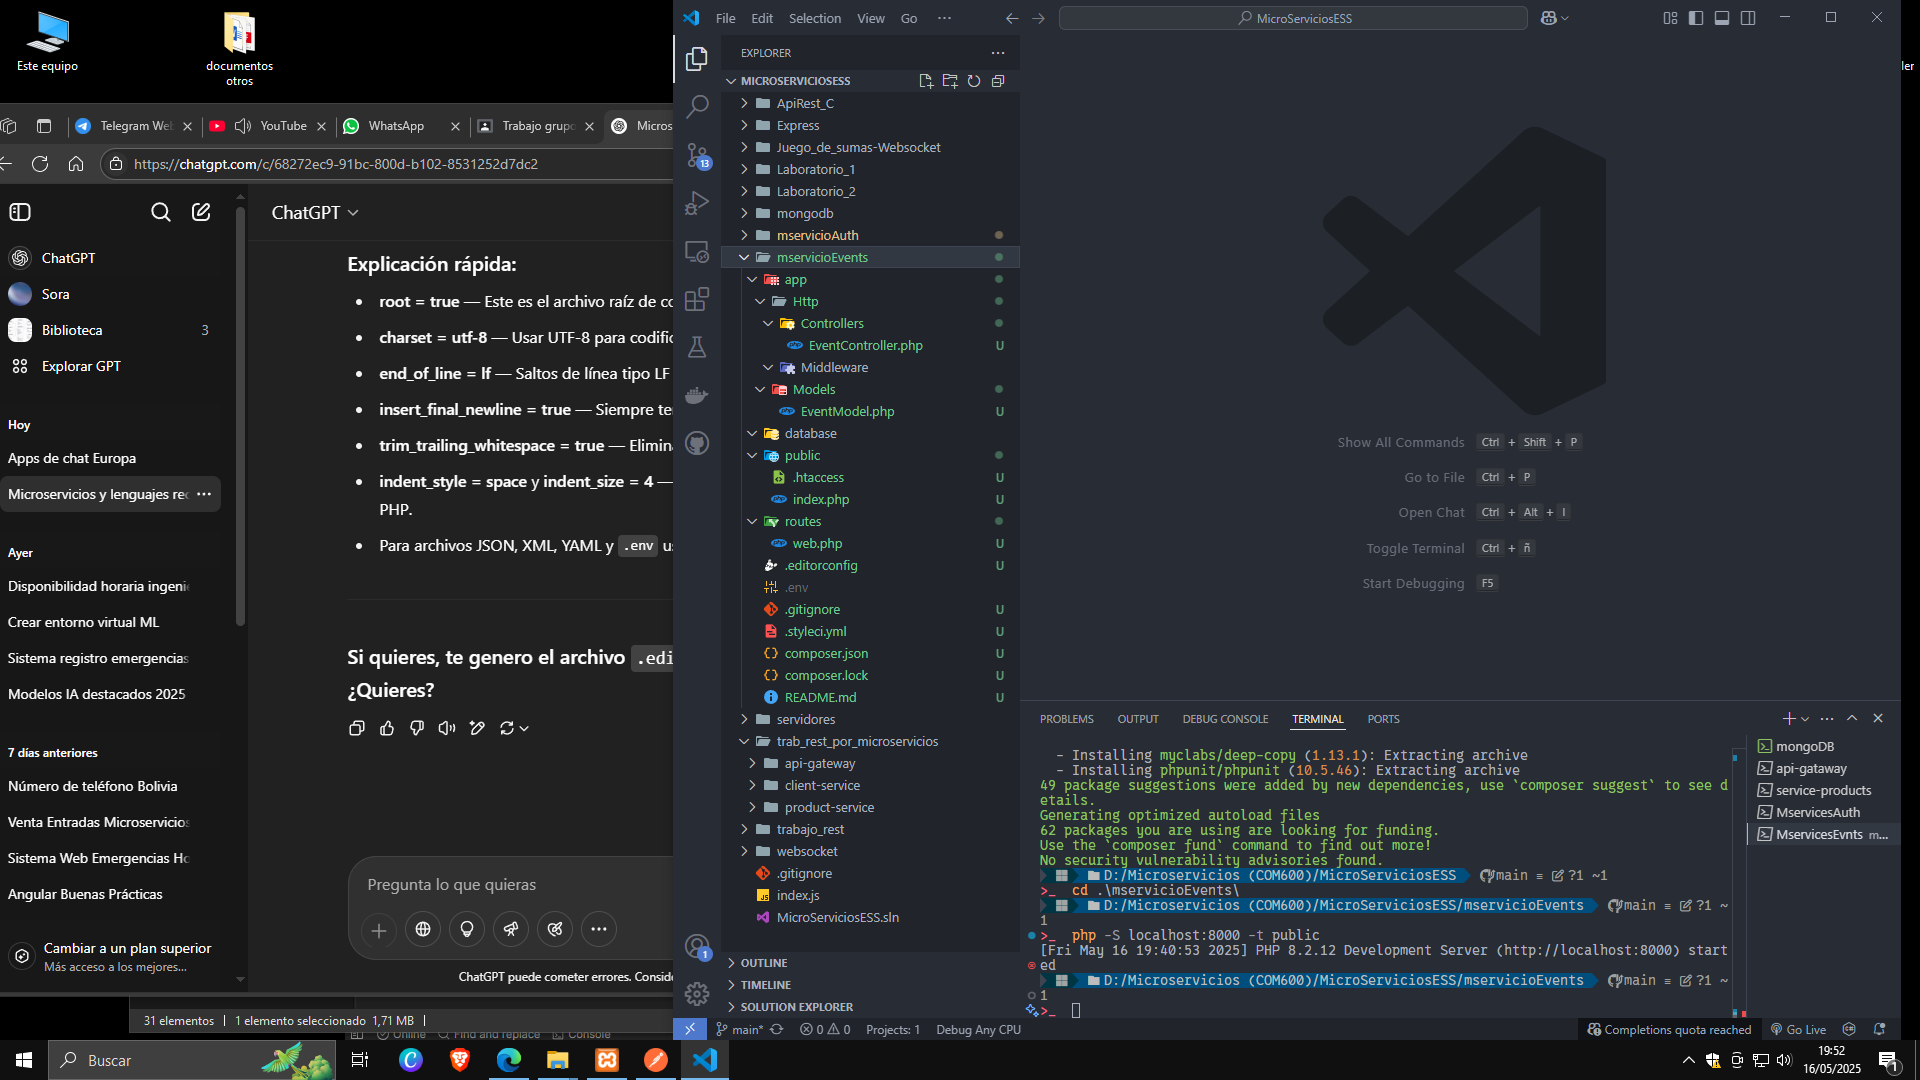 Este equipo
documentos
otros
ler
Telegram We
YouTube
WhatsApp
Trabajo grup
Micros
https://chatgpt.com/c/68272ec9-91bc-800d-b102-8531252d7dc2
ChatGPT
ChatGPT
Sora
Biblioteca 3
Explorar GPT
Hoy
Apps de chat Europa
Microservicios y lenguajes re
Ayer
Disponibilidad horaria ingeni
Crear entorno virtual ML
Sistema registro emergencias
Modelos IA destacados 2025
7 días anteriores
Número de teléfono Bolivia
Venta Entradas Microservicio
Sistema Web Emergencias Ho
Angular Buenas Prácticas
Cambiar a un plan superior
Más acceso a los mejores...
Explicación rápida:
• root = true — Este es el archivo raíz de co
• charset = utf-8 — Usar UTF-8 para codific
• end_of_line = lf — Saltos de línea tipo LF
• insert_final_newline = true — Siempre te
• trim_trailing_whitespace = true — Elimin
• indent_style = space y indent_size = 4 —
PHP.
• Para archivos JSON, XML, YAML y .env u
Si quieres, te genero el archivo .edi
¿Quieres?
Pregunta lo que quieras
ChatGPT puede cometer errores. Conside
31 elementos | 1 elemento seleccionado 1,71 MB |
Online Find and replace Console
File Edit Selection View Go ···
MicroServiciosESS
EXPLORER
MICROSERVICIOSESS
ApiRest_C
Express
Juego_de_sumas-Websocket
Laboratorio_1
Laboratorio_2
mongodb
mservicioAuth
mservicioEvents
app
Http
Controllers
EventController.php U
Middleware
Models
EventModel.php U
database
public
.htaccess U
index.php U
routes
web.php U
.editorconfig U
.env
.gitignore U
.styleci.yml U
composer.json U
composer.lock U
README.md U
servidores
trab_rest_por_microservicios
api-gateway
client-service
product-service
trabajo_rest
websocket
.gitignore
index.js
MicroServiciosESS.sln
OUTLINE
TIMELINE
SOLUTION EXPLORER
13
1
Show All Commands Ctrl + Shift + P
Go to File Ctrl + P
Open Chat Ctrl + Alt + I
Toggle Terminal Ctrl + ñ
Start Debugging F5
PROBLEMS OUTPUT DEBUG CONSOLE TERMINAL PORTS
- Installing myclabs/deep-copy (1.13.1): Extracting archive
- Installing phpunit/phpunit (10.5.46): Extracting archive
49 package suggestions were added by new dependencies, use `composer suggest` to see d
etails.
Generating optimized autoload files
62 packages you are using are looking for funding.
Use the `composer fund` command to find out more!
No security vulnerability advisories found.
D:/Microservicios (COM600)/MicroServiciosESS main ≡ ?1 ~1
>_ cd .\mservicioEvents\
D:/Microservicios (COM600)/MicroServiciosESS/mservicioEvents main ≡ ?1 ~
1
>_ php -S localhost:8000 -t public
[Fri May 16 19:40:53 2025] PHP 8.2.12 Development Server (http://localhost:8000) start
ed
D:/Microservicios (COM600)/MicroServiciosESS/mservicioEvents main ≡ ?1 ~
1
>_
mongoDB
api-gataway
service-products
MservicesAuth
MservicesEvnts m...
main* 0 0 Projects: 1 Debug Any CPU
Completions quota reached Go Live
Buscar
19:52
16/05/2025
1